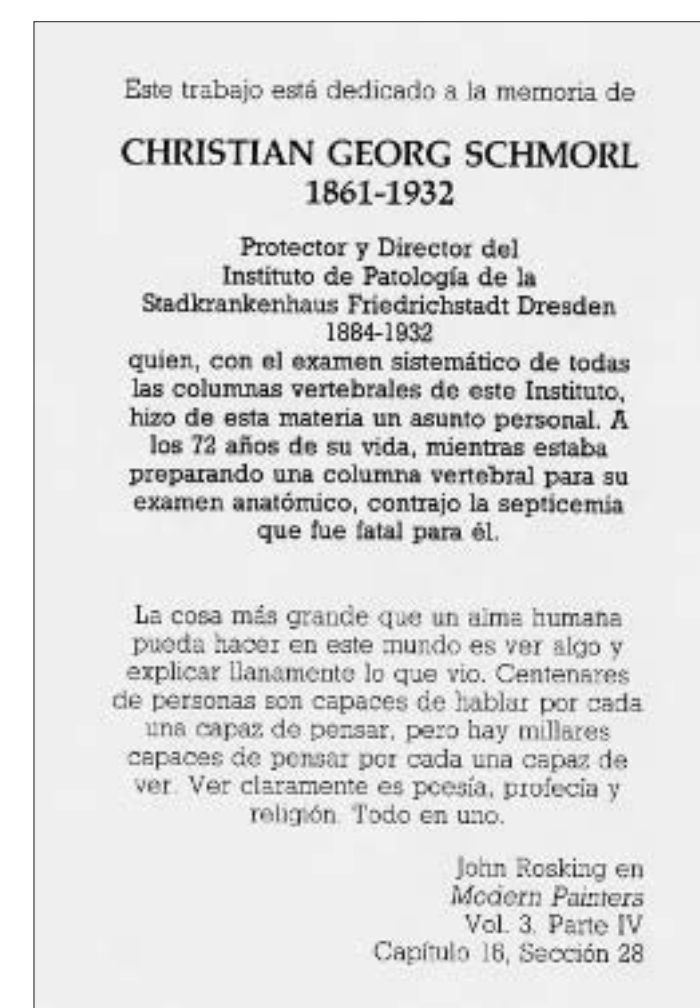 Este trabajo está dedicado a la memoria de
CHRISTIAN GEORG SCHMORL
1861-1932
Protector y Director del
Instituto de Patología de la
Stadkrankenhaus Friedrichstadt Dresden
1884-1932
quien, con el examen sistemático de todas
las columnas vertebrales de este Instituto,
hizo de esta materia un asunto personal. A
los 72 años de su vida, mientras estaba
preparando una columna vertebral para su
examen anatómico, contrajo la septicemia
que fue fatal para él.
La cosa más grande que un alma humana
pueda hacer en este mundo es ver algo y
explicar llanamente lo que vio. Centenares
de personas son capaces de hablar por cada
una capaz de pensar, pero hay millares
capaces de pensar por cada una capaz de
ver. Ver claramente es poesía, profecía y
religión. Todo en uno.
John Rosking en
Modern Painters
Vol. 3, Parte IV
Capítulo 16, Sección 28